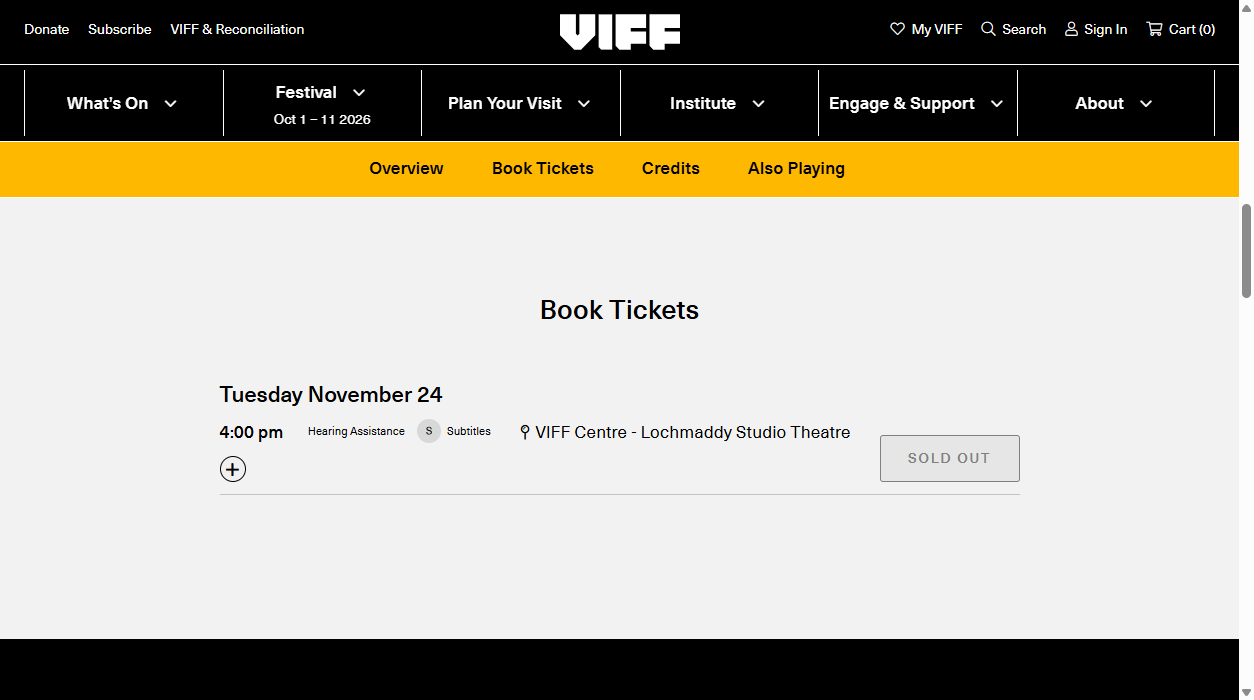 Donate Subscribe VIFF & Reconciliation VIFF My VIFF Search Sign In Cart (0)
What's On Festival Plan Your Visit Institute Engage & Support About
Oct 1 – 11 2026
Overview Book Tickets Credits Also Playing
Book Tickets
Tuesday November 24
4:00 pm Hearing Assistance S Subtitles VIFF Centre - Lochmaddy Studio Theatre
SOLD OUT